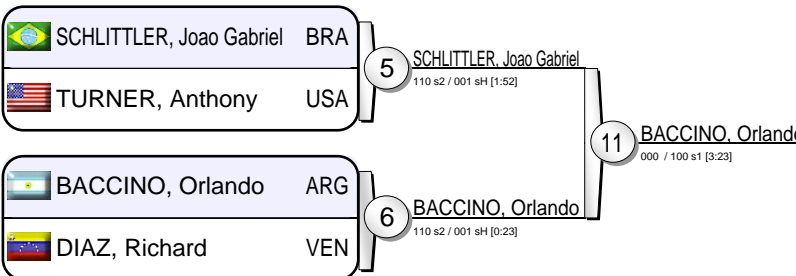 SCHLITTLER, Joao Gabriel BRA
TURNER, Anthony USA
5
SCHLITTLER, Joao Gabriel
110 s2 / 001 sH [1:52]
11
BACCINO, Orlando
000 / 100 s1 [3:23]
BACCINO, Orlando ARG
DIAZ, Richard VEN
6
BACCINO, Orlando
110 s2 / 001 sH [0:23]